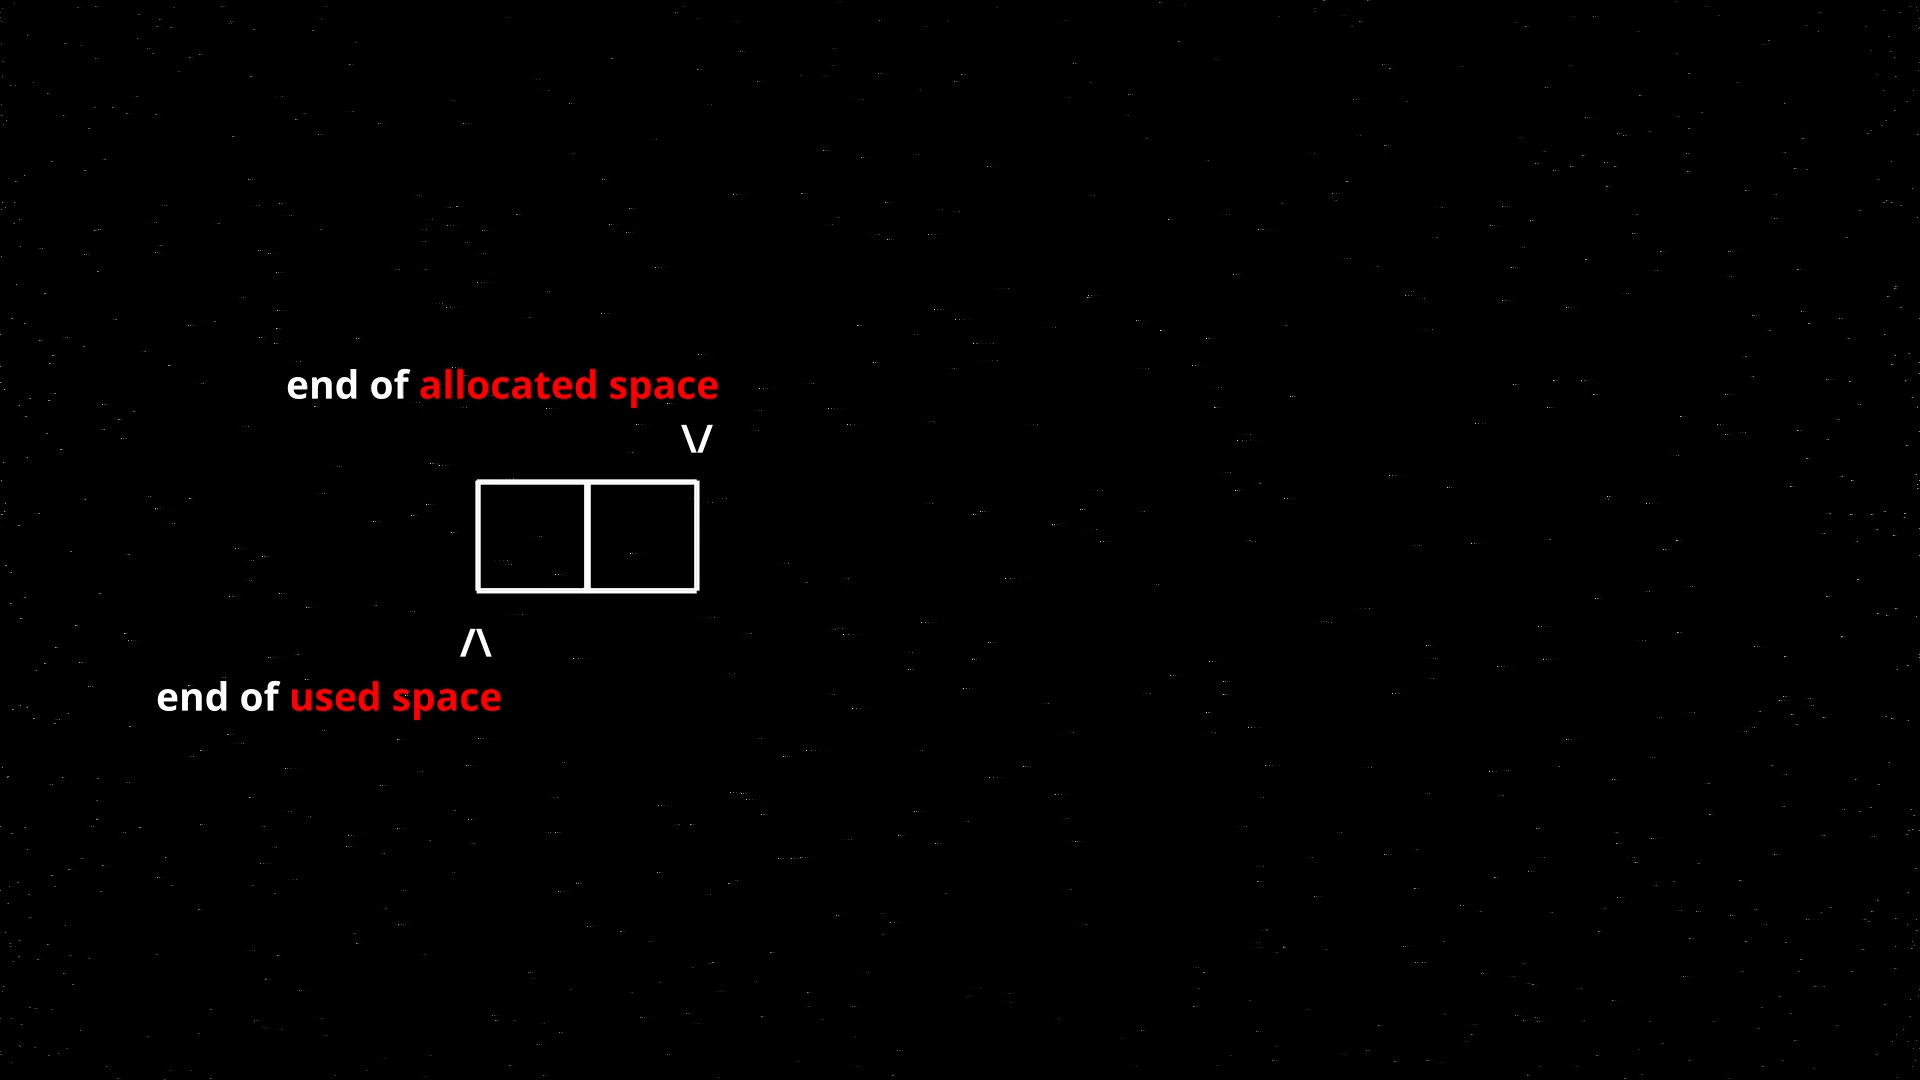 end of allocated space
\/
/\
end of used space